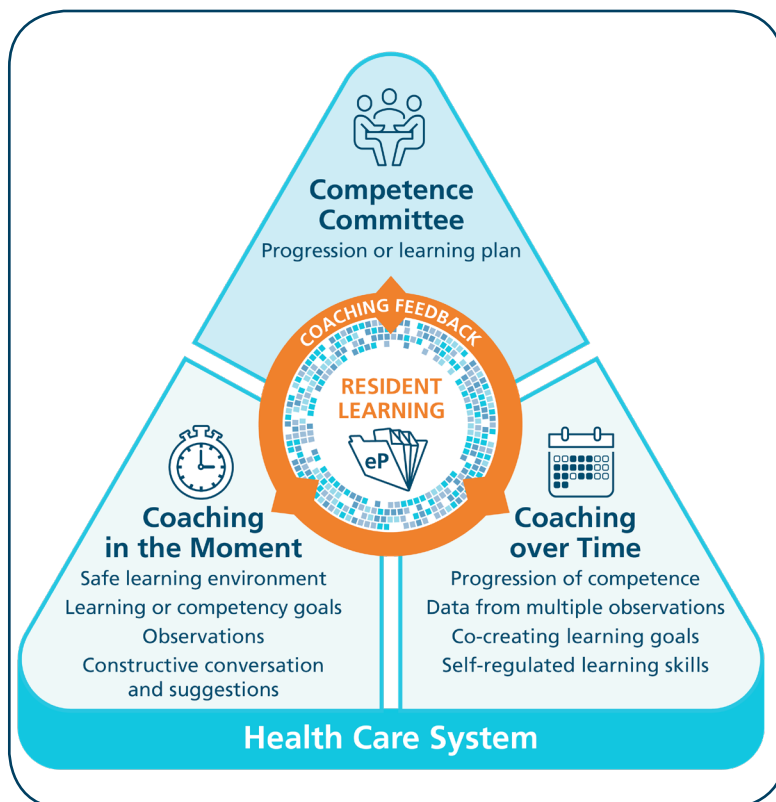 Competence
Committee
Progression or learning plan
COACHING FEEDBACK
RESIDENT
LEARNING
eP
Coaching
in the Moment
Safe learning environment
Learning or competency goals
Observations
Constructive conversation
and suggestions
Coaching
over Time
Progression of competence
Data from multiple observations
Co-creating learning goals
Self-regulated learning skills
Health Care System